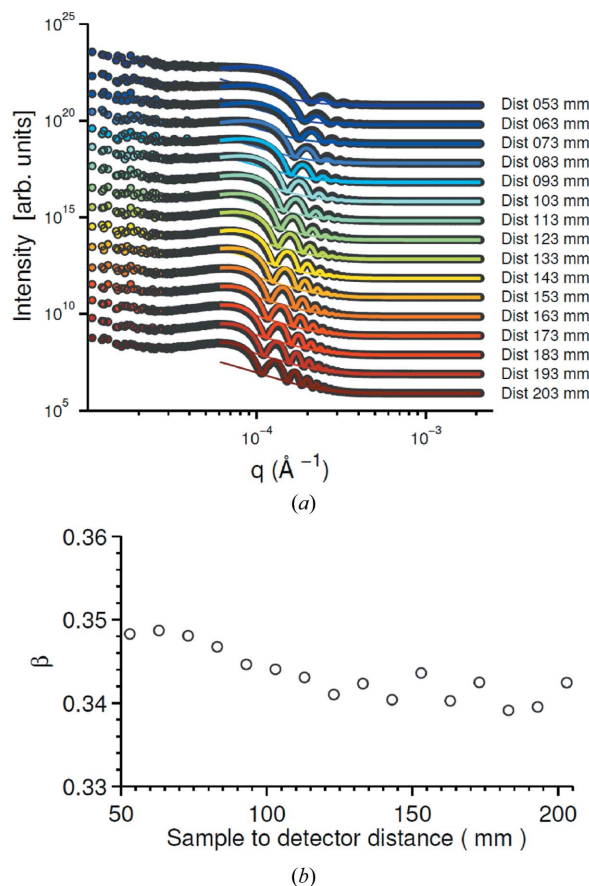 10^25
10^20
10^15
10^10
10^5
Intensity [arb. units]
Dist 053 mm
Dist 063 mm
Dist 073 mm
Dist 083 mm
Dist 093 mm
Dist 103 mm
Dist 113 mm
Dist 123 mm
Dist 133 mm
Dist 143 mm
Dist 153 mm
Dist 163 mm
Dist 173 mm
Dist 183 mm
Dist 193 mm
Dist 203 mm
10^-4 10^-3
q (Å^-1)
(a)
0.36
0.35
0.34
0.33
β
50 100 150 200
Sample to detector distance ( mm )
(b)